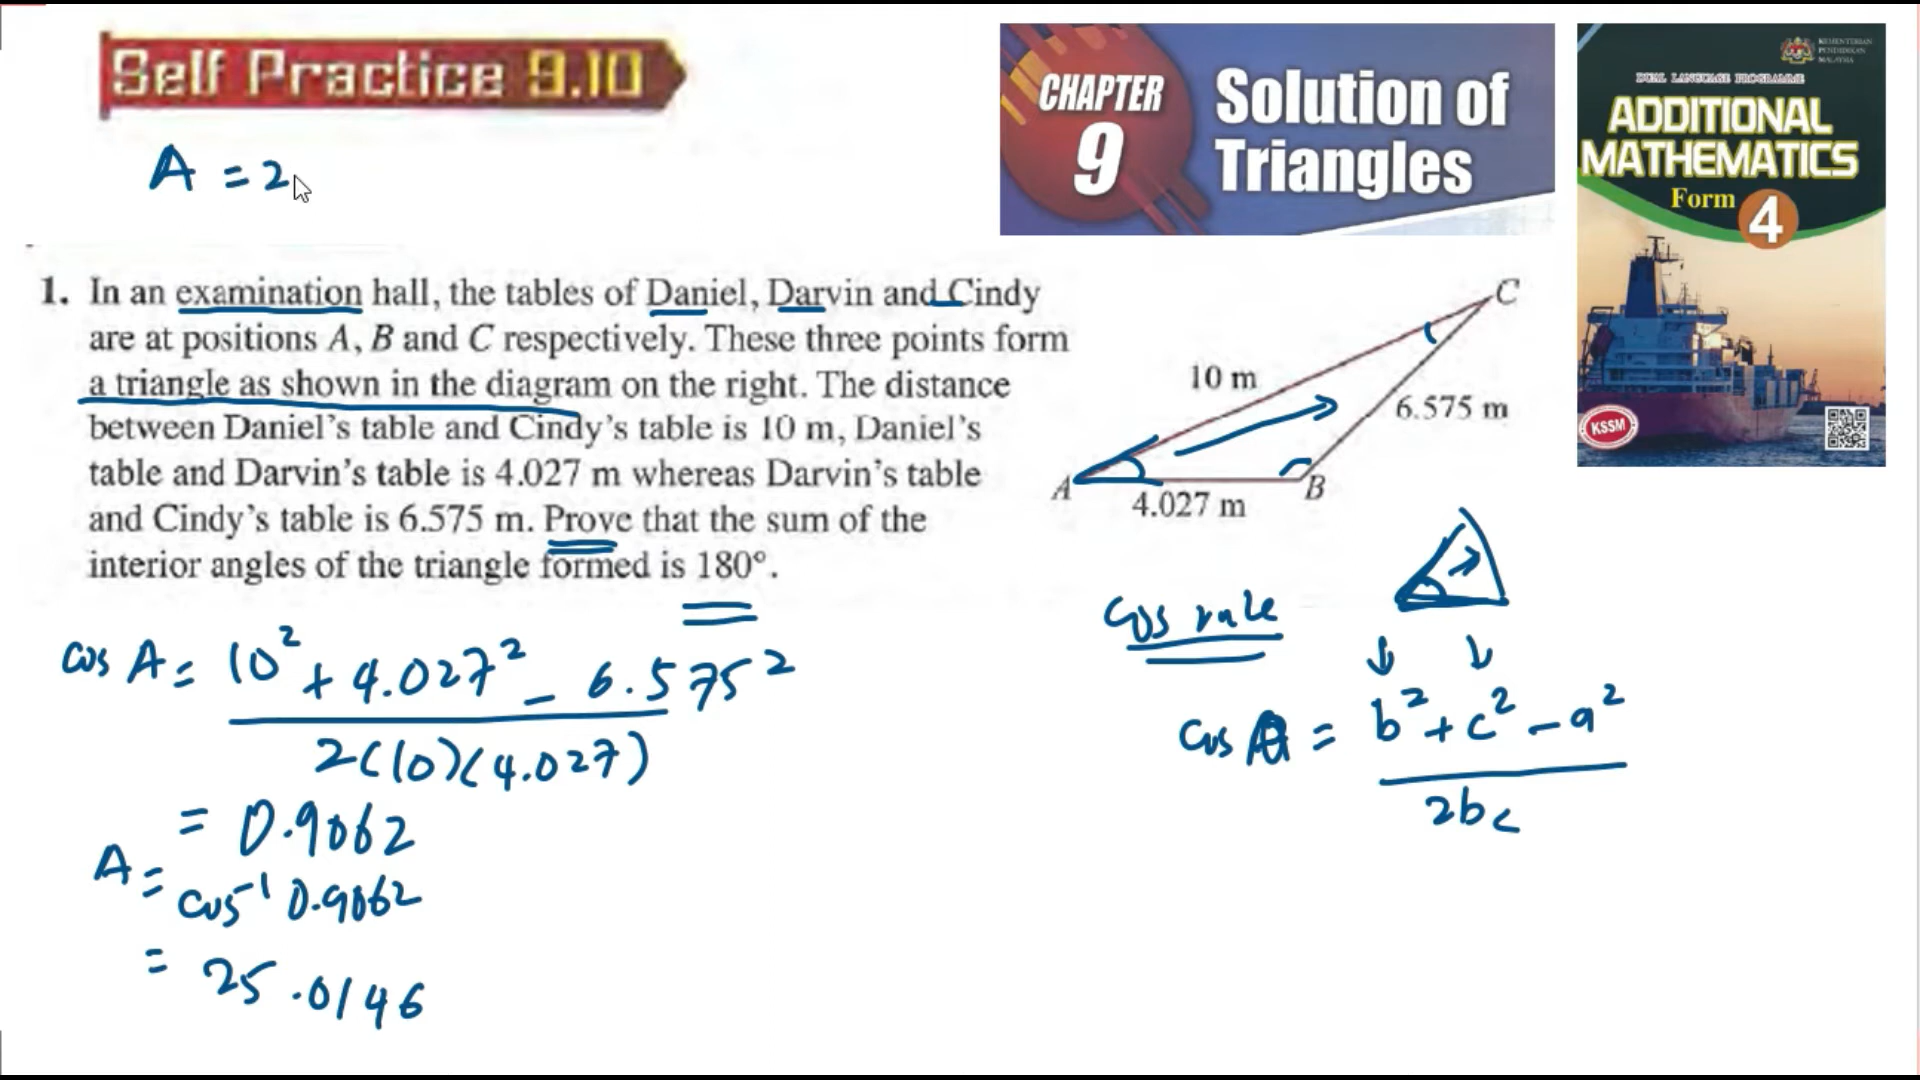 Self Practice 9.10
A = 2
CHAPTER
9
Solution of
Triangles
KEMENTERIAN
PENDIDIKAN
MALAYSIA
DUAL LANGUAGE PROGRAMME
ADDITIONAL
MATHEMATICS
Form 4
KSSM
1. In an examination hall, the tables of Daniel, Darvin and Cindy
are at positions A, B and C respectively. These three points form
a triangle as shown in the diagram on the right. The distance
between Daniel's table and Cindy's table is 10 m, Daniel's
table and Darvin's table is 4.027 m whereas Darvin's table
and Cindy's table is 6.575 m. Prove that the sum of the
interior angles of the triangle formed is 180°.
C
10 m
6.575 m
A
B
4.027 m
cos A = 10² + 4.027² - 6.575²
2(10)(4.027)
= 0.9062
A =
cos⁻¹ 0.9062
= 25.0146
cos rule
cos A = b² + c² - a²
2bc